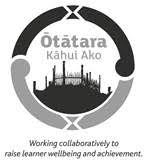 Ōtātara
Kāhui Ako
Working collaboratively to
raise learner wellbeing and achievement.